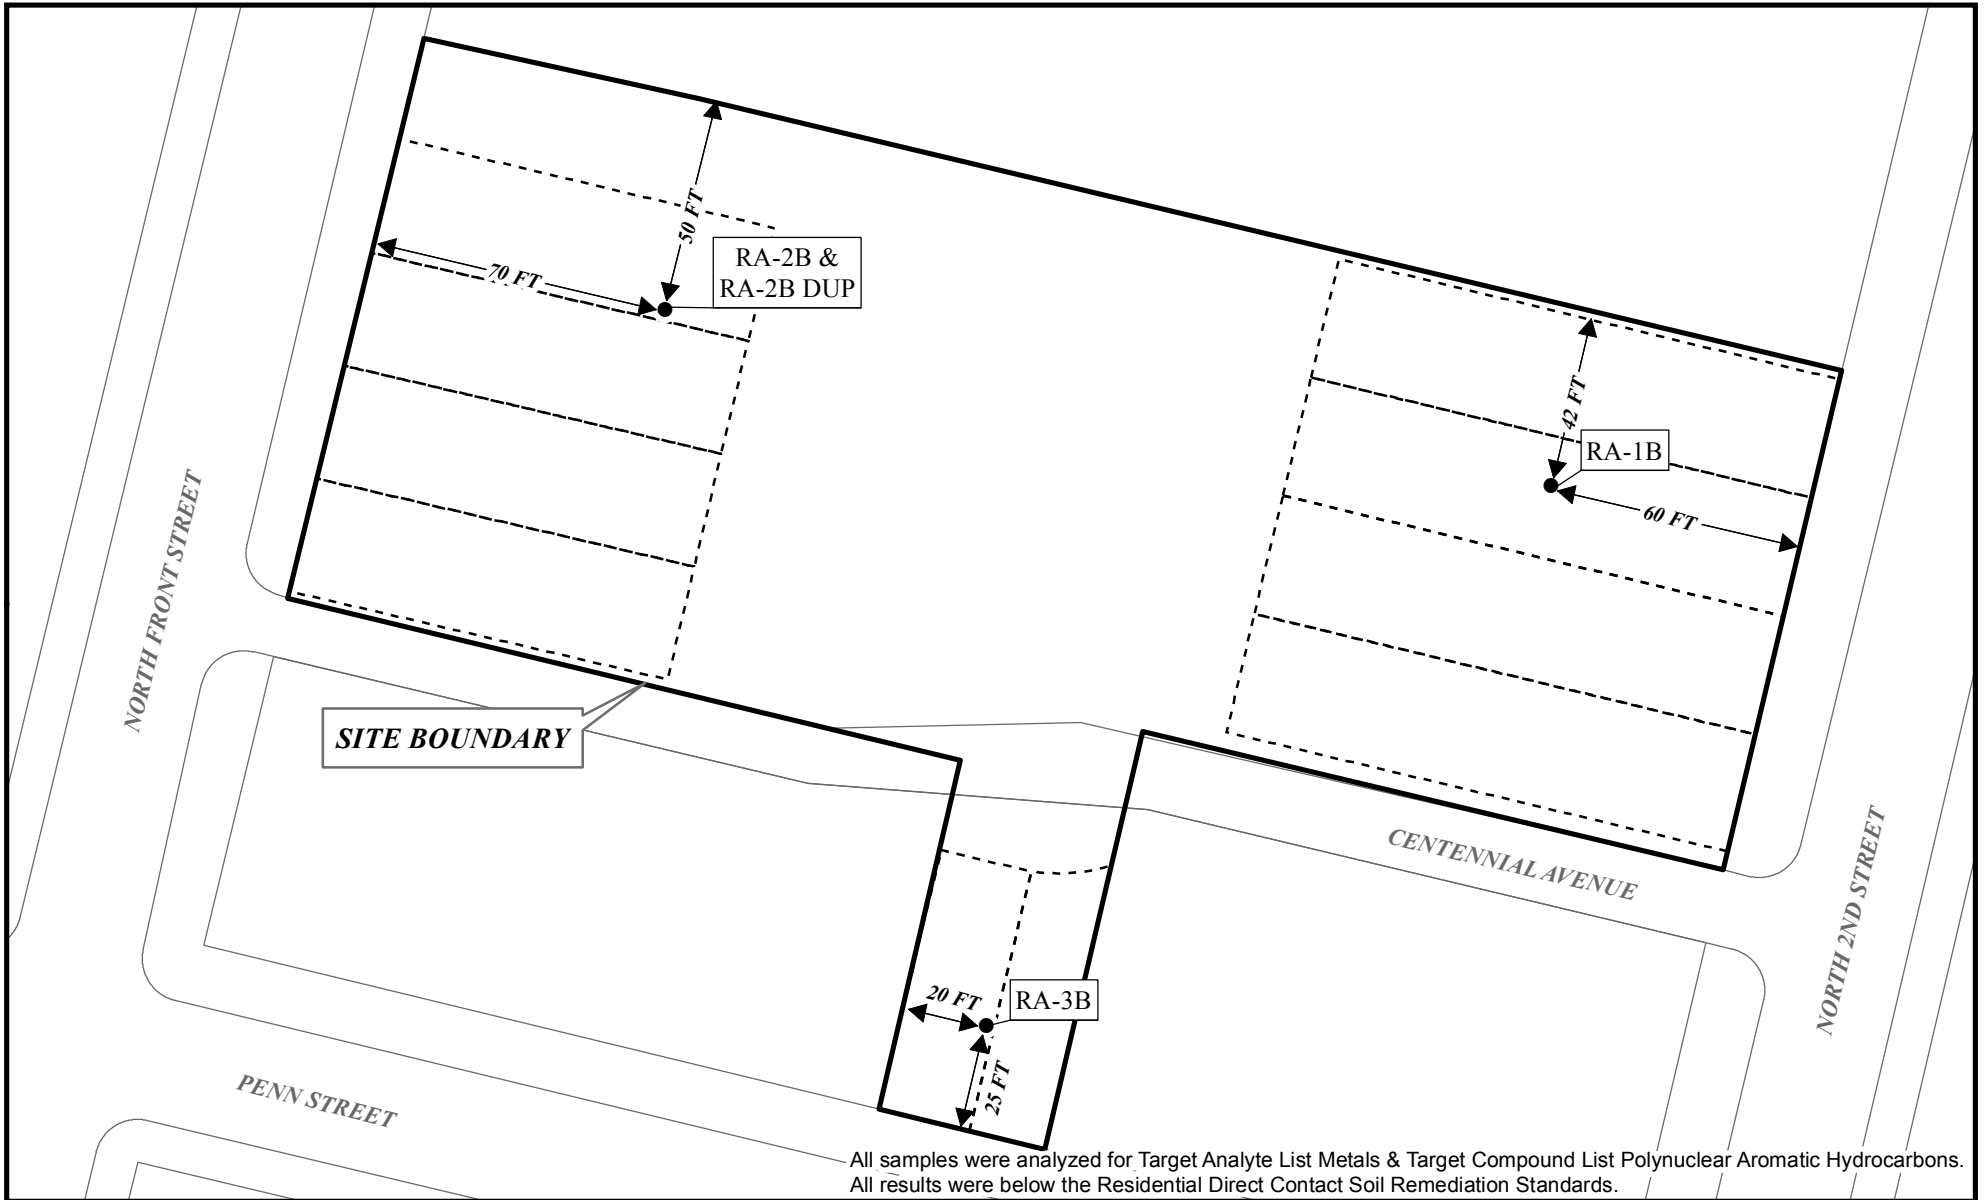 50 FT
RA-2B &
RA-2B DUP
70 FT
42 FT
RA-1B
60 FT
NORTH FRONT STREET
SITE BOUNDARY
CENTENNIAL AVENUE
NORTH 2ND STREET
20 FT
RA-3B
25 FT
PENN STREET
All samples were analyzed for Target Analyte List Metals & Target Compound List Polynuclear Aromatic Hydrocarbons.
All results were below the Residential Direct Contact Soil Remediation Standards.